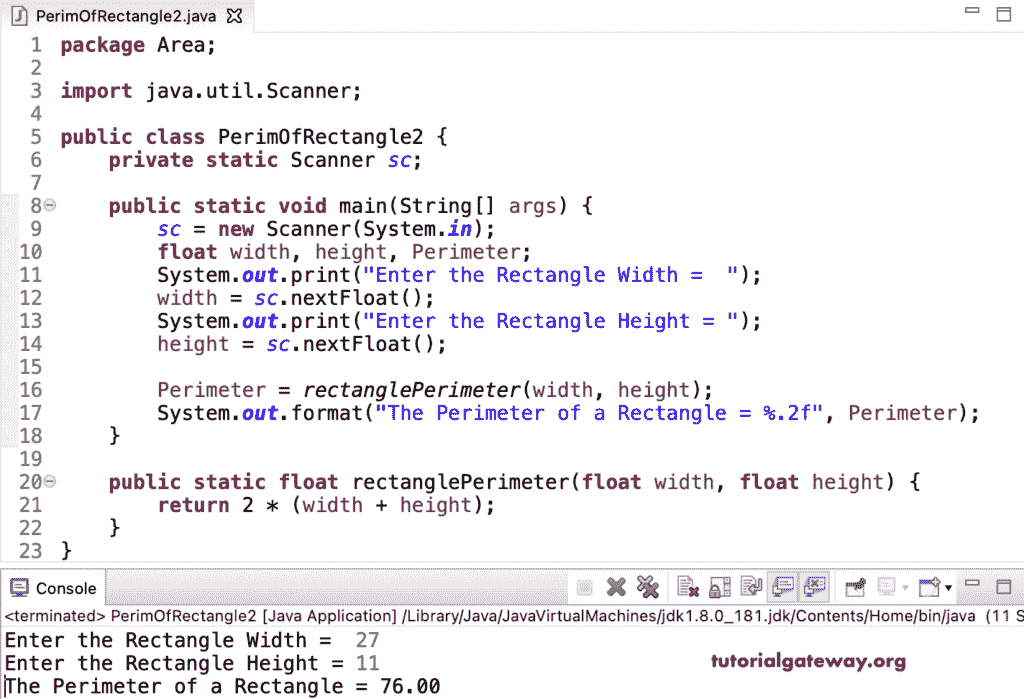 PerimOfRectangle2.java
1 package Area;
2
3 import java.util.Scanner;
4
5 public class PerimOfRectangle2 {
6     private static Scanner sc;
7
8     public static void main(String[] args) {
9         sc = new Scanner(System.in);
10         float width, height, Perimeter;
11         System.out.print("Enter the Rectangle Width =  ");
12         width = sc.nextFloat();
13         System.out.print("Enter the Rectangle Height = ");
14         height = sc.nextFloat();
15
16         Perimeter = rectanglePerimeter(width, height);
17         System.out.format("The Perimeter of a Rectangle = %.2f", Perimeter);
18     }
19
20     public static float rectanglePerimeter(float width, float height) {
21         return 2 * (width + height);
22     }
23 }
Console
<terminated> PerimOfRectangle2 [Java Application] /Library/Java/JavaVirtualMachines/jdk1.8.0_181.jdk/Contents/Home/bin/java (11 S
Enter the Rectangle Width =  27
Enter the Rectangle Height = 11
The Perimeter of a Rectangle = 76.00
tutorialgateway.org